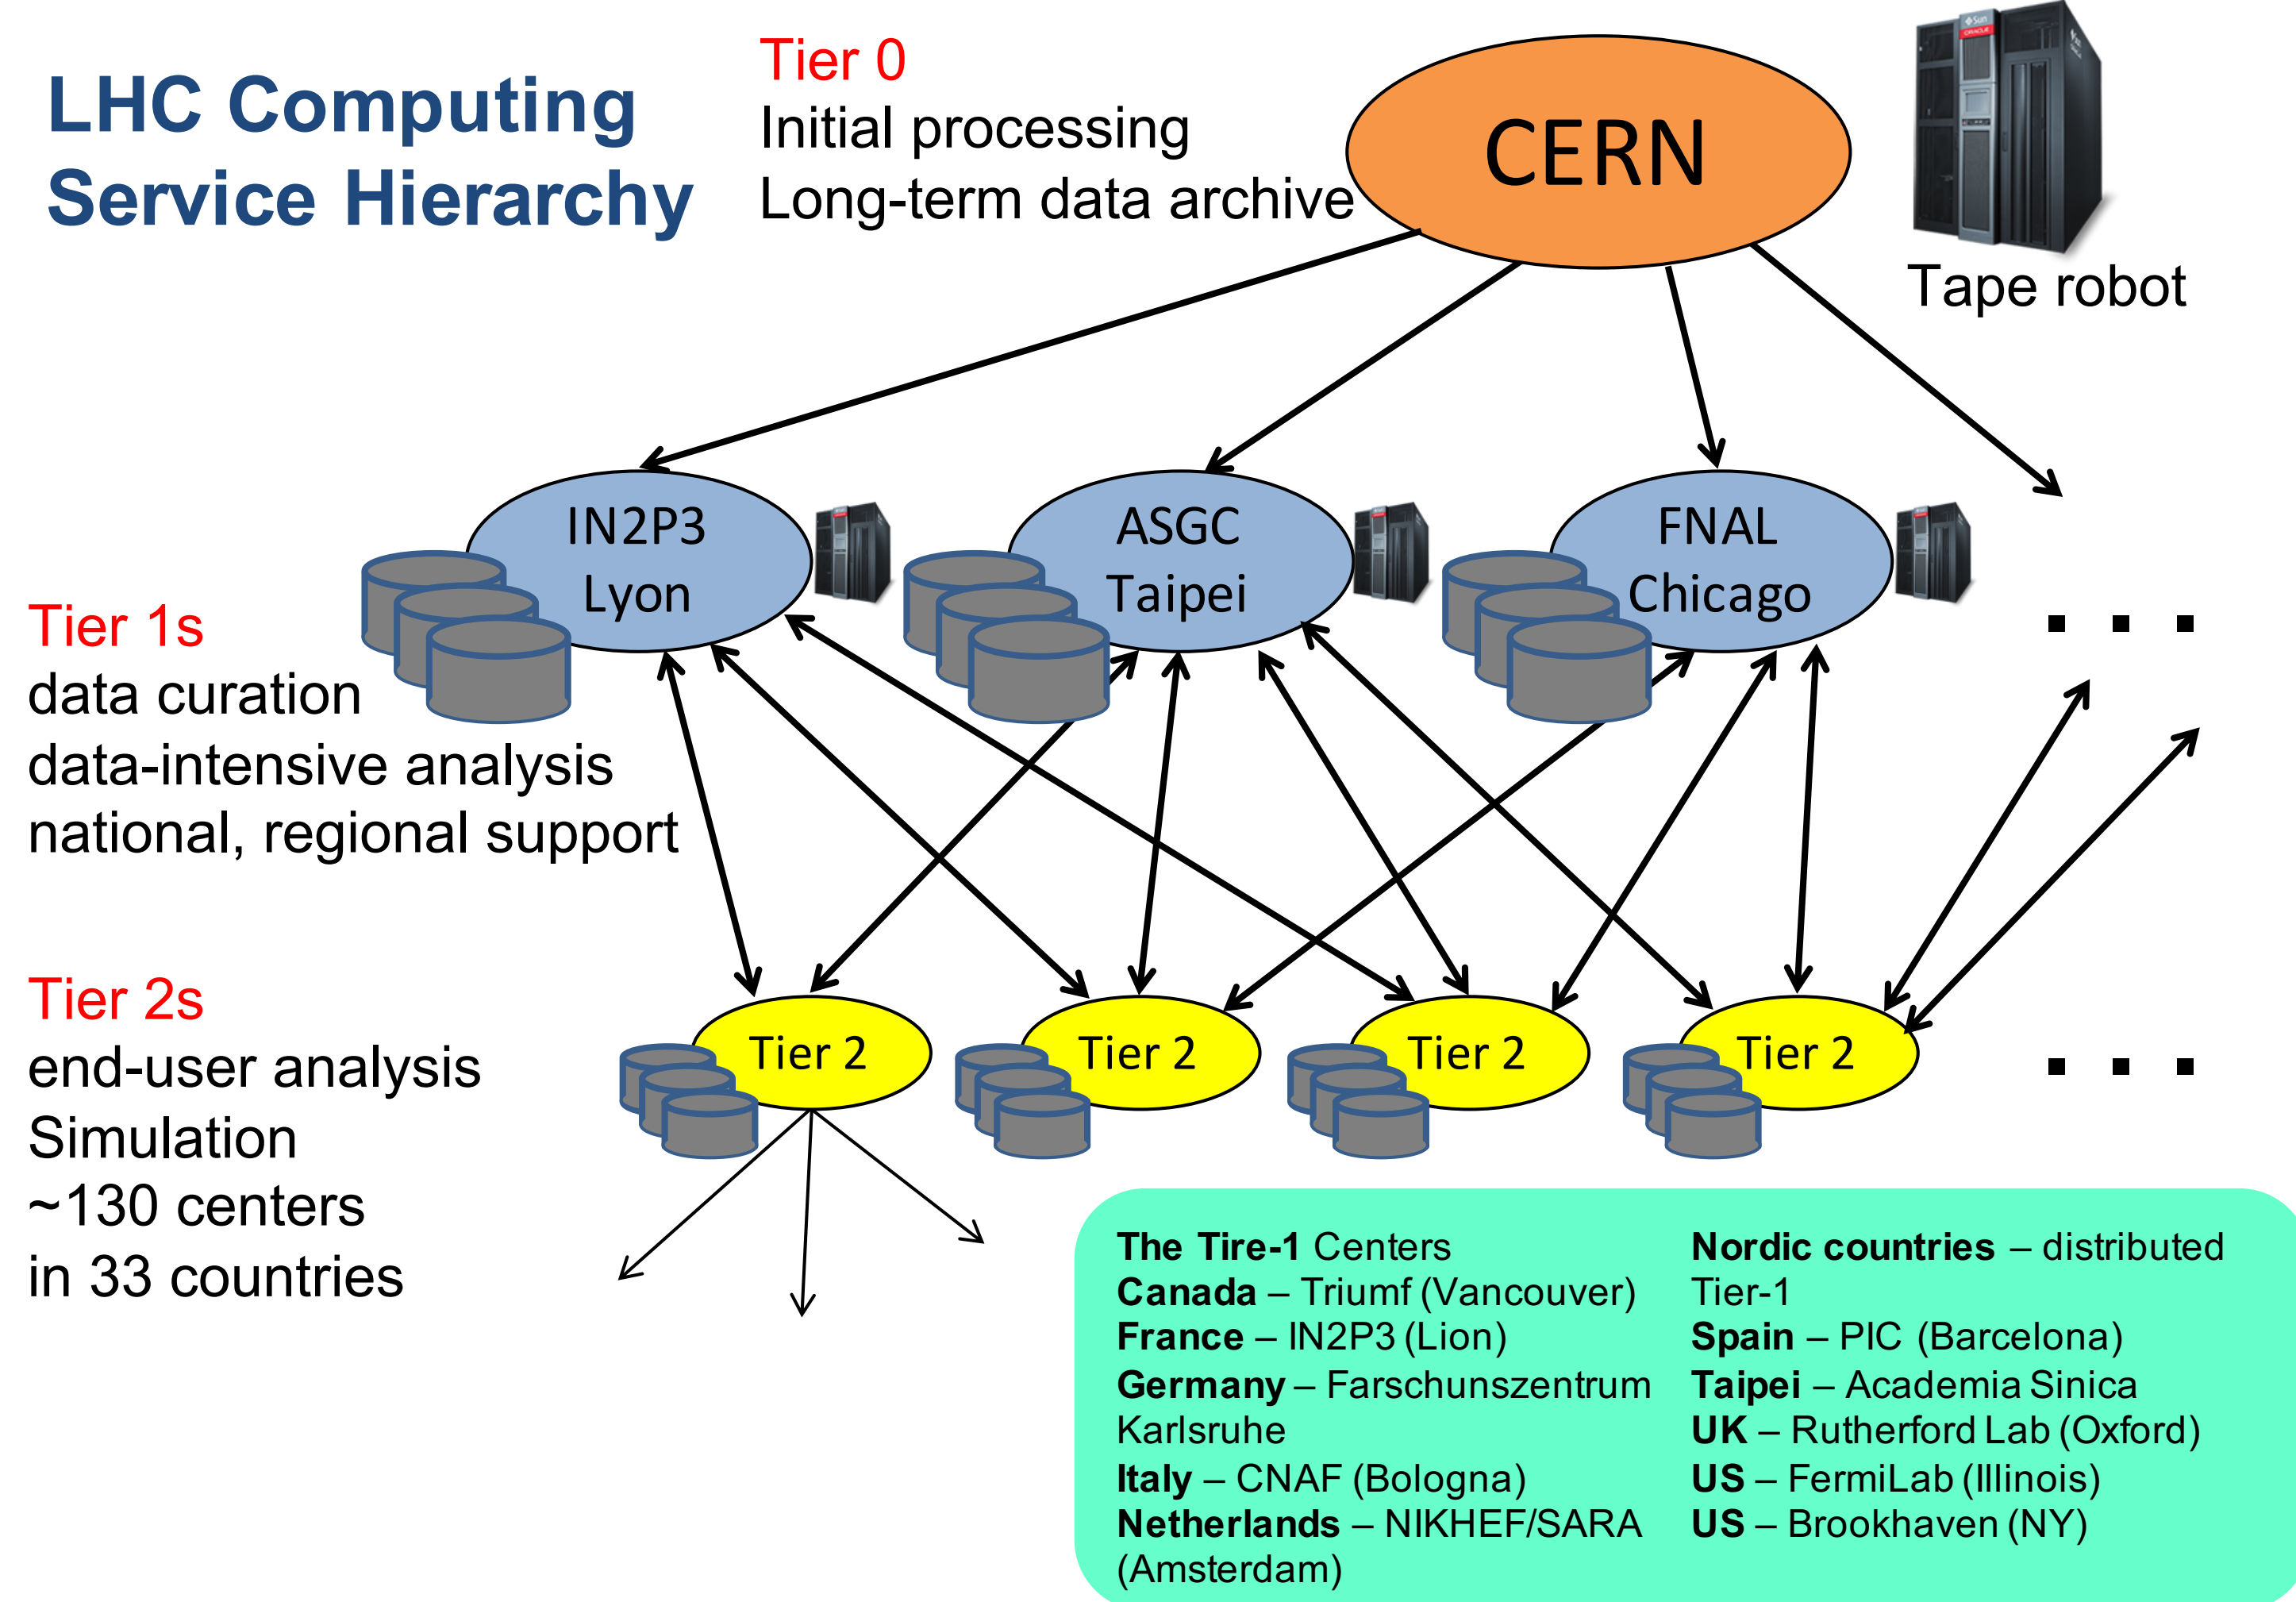 LHC Computing
Service Hierarchy
Tier 0
Initial processing
Long-term data archive
CERN
Sun
ORACLE
Tape robot
IN2P3
Lyon
ASGC
Taipei
FNAL
Chicago
. . .
Tier 1s
data curation
data-intensive analysis
national, regional support
Tier 2s
end-user analysis
Simulation
~130 centers
in 33 countries
Tier 2
Tier 2
Tier 2
Tier 2
. . .
The Tire-1 Centers
Canada – Triumf (Vancouver)
France – IN2P3 (Lion)
Germany – Farschunszentrum
Karlsruhe
Italy – CNAF (Bologna)
Netherlands – NIKHEF/SARA
(Amsterdam)
Nordic countries – distributed
Tier-1
Spain – PIC (Barcelona)
Taipei – Academia Sinica
UK – Rutherford Lab (Oxford)
US – FermiLab (Illinois)
US – Brookhaven (NY)